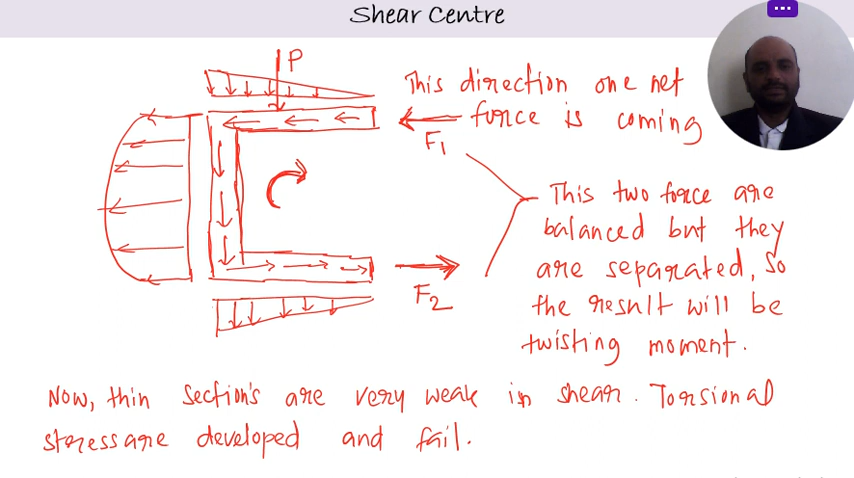 Shear Centre
P
This direction one net
force is coming
F1
This two force are
balanced but they
are separated, so
the result will be
twisting moment.
F2
Now, thin section's are very weak in shear. Torsional
stress are developed and fail.